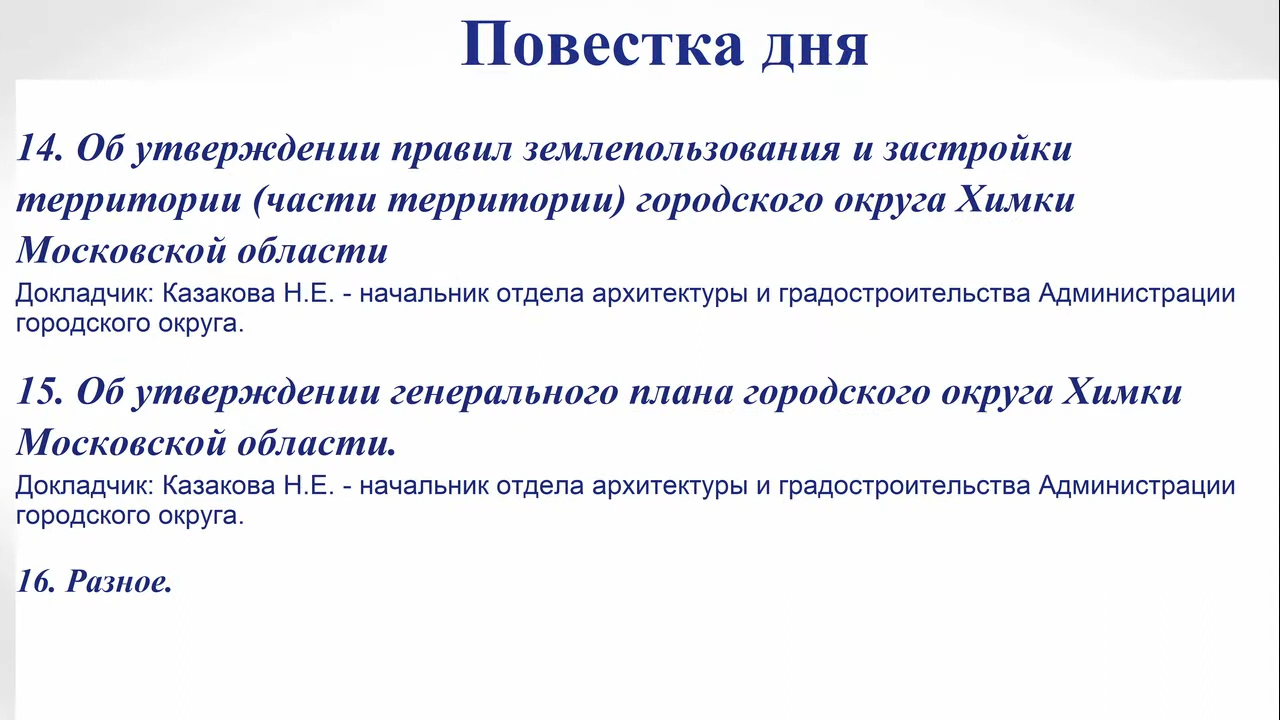 Повестка дня
14. Об утверждении правил землепользования и застройки
территории (части территории) городского округа Химки
Московской области
Докладчик: Казакова Н.Е. - начальник отдела архитектуры и градостроительства Администрации
городского округа.
15. Об утверждении генерального плана городского округа Химки
Московской области.
Докладчик: Казакова Н.Е. - начальник отдела архитектуры и градостроительства Администрации
городского округа.
16. Разное.